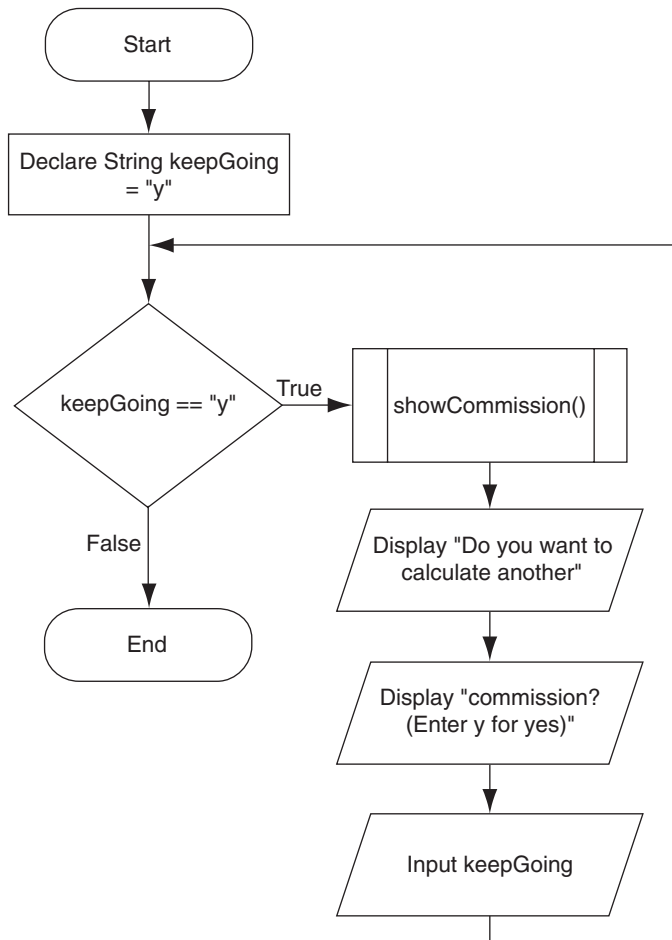 Start
Declare String keepGoing
= "y"
keepGoing == "y"
True
showCommission()
False
End
Display "Do you want to
calculate another"
Display "commission?
(Enter y for yes)"
Input keepGoing